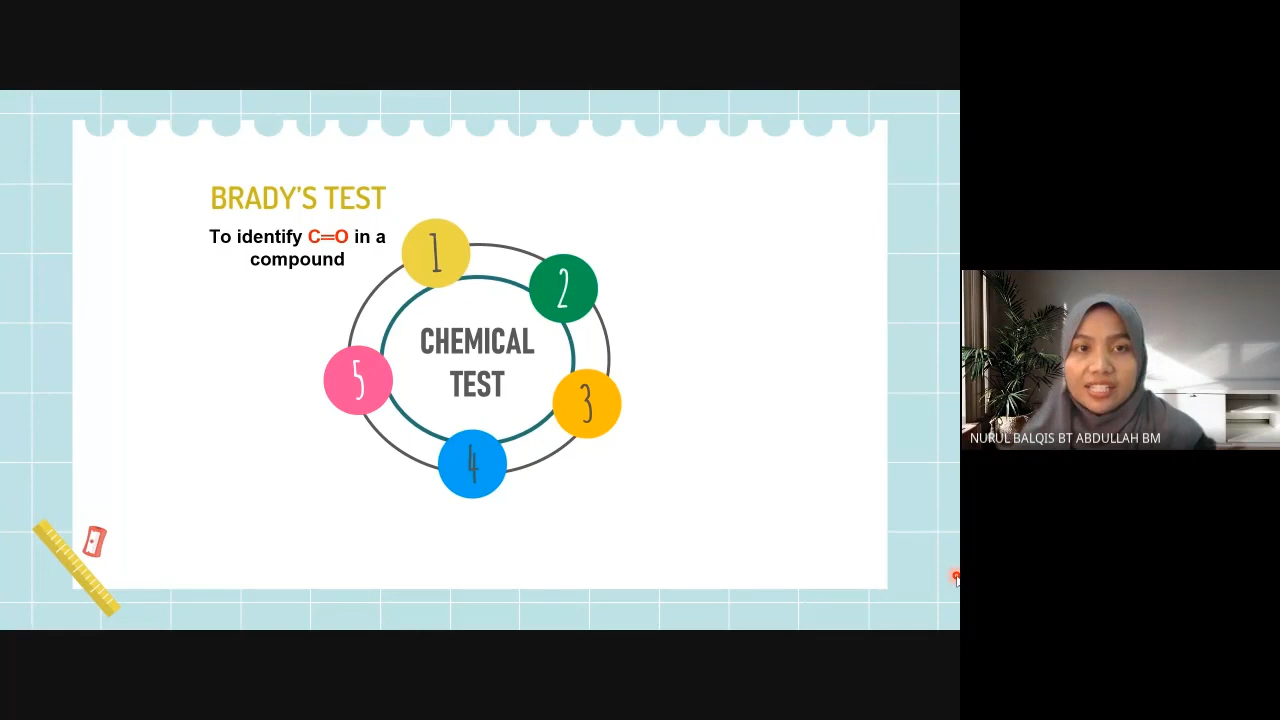 BRADY'S TEST
To identify C=O in a
compound
1
2
CHEMICAL
TEST
5
3
4
NURUL BALQIS BT ABDULLAH BM